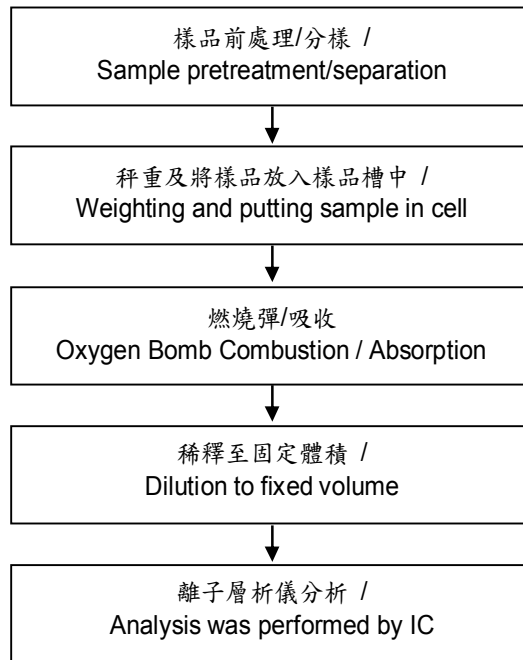 樣品前處理/分樣 /
Sample pretreatment/separation
秤重及將樣品放入樣品槽中 /
Weighting and putting sample in cell
燃燒彈/吸收
Oxygen Bomb Combustion / Absorption
稀釋至固定體積 /
Dilution to fixed volume
離子層析儀分析 /
Analysis was performed by IC